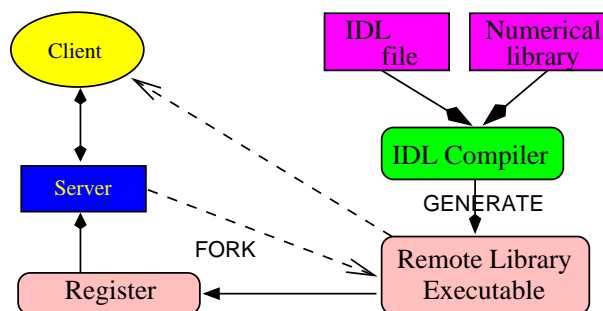 Client
IDL
file
Numerical
library
IDL Compiler
Server
GENERATE
FORK
Register
Remote Library
Executable